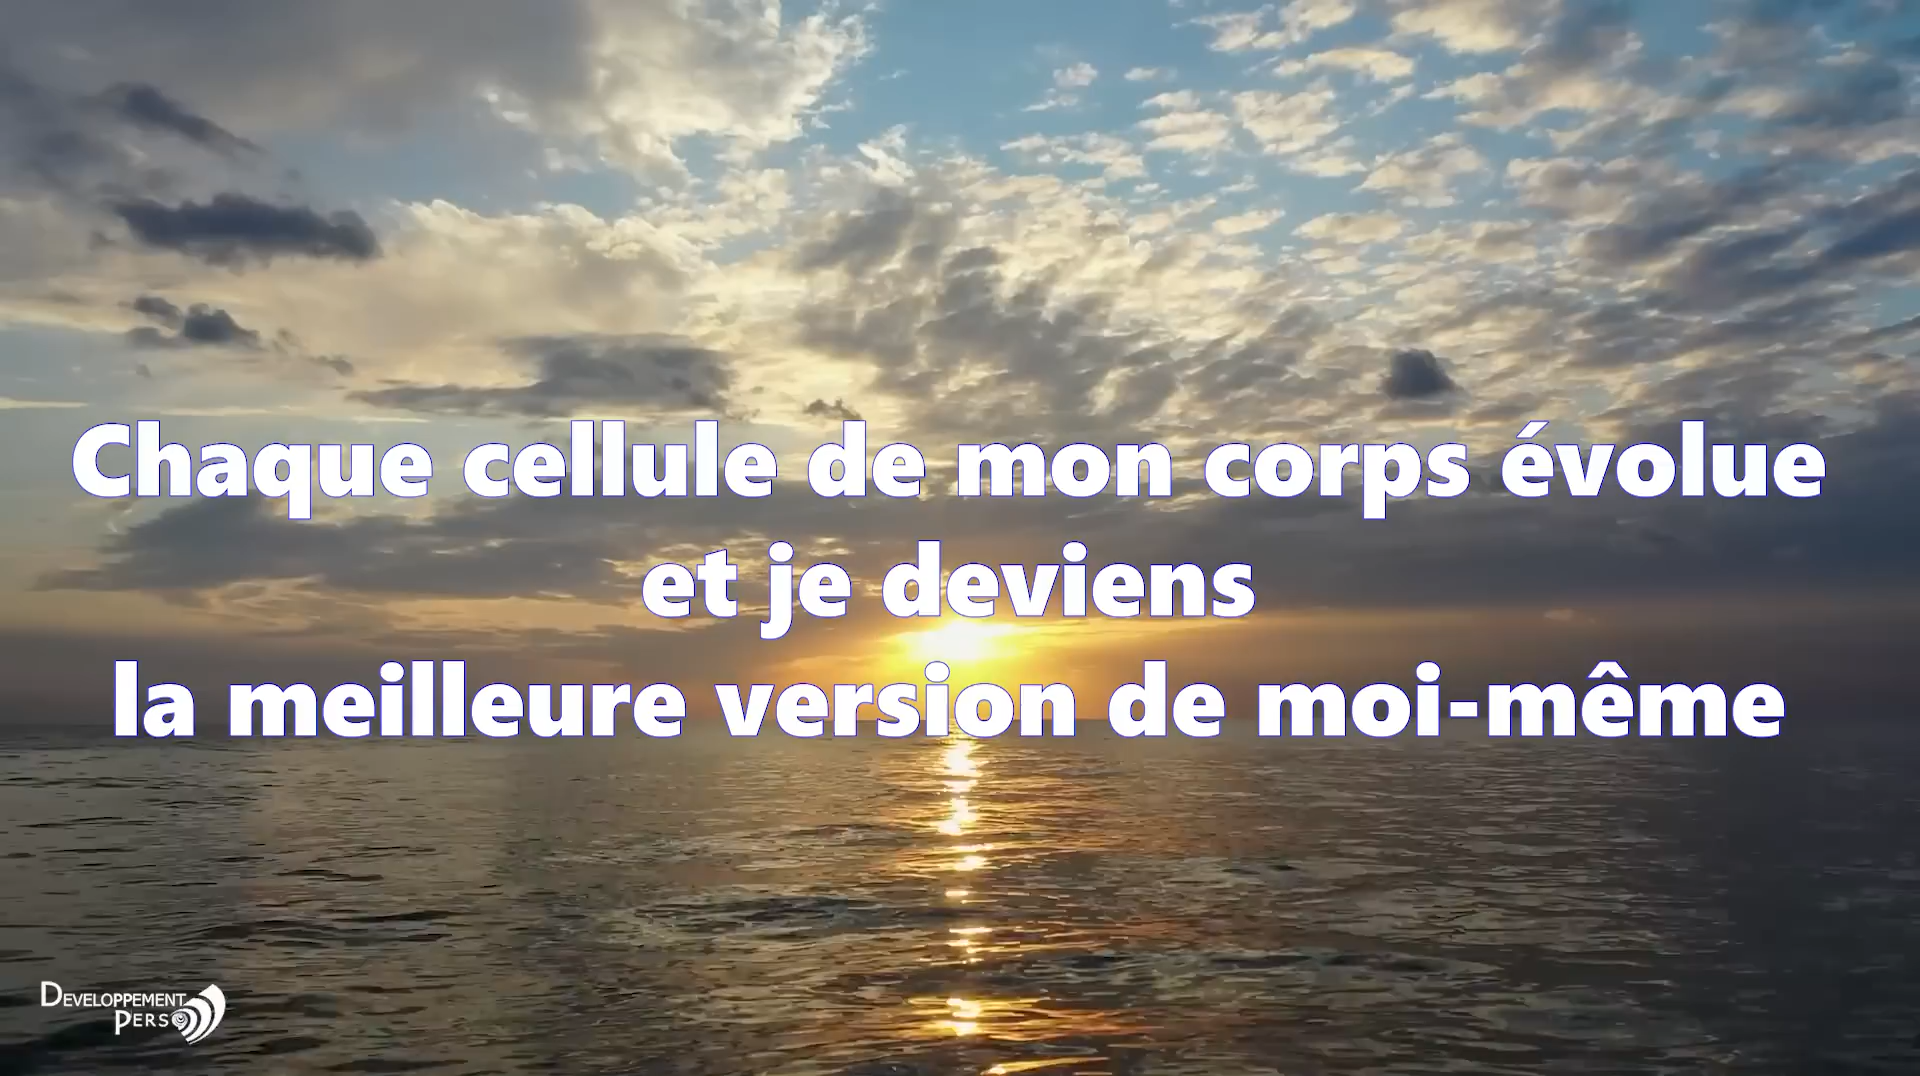 Chaque cellule de mon corps évolue
et je deviens
la meilleure version de moi-même
DEVELOPPEMENT
PERSO